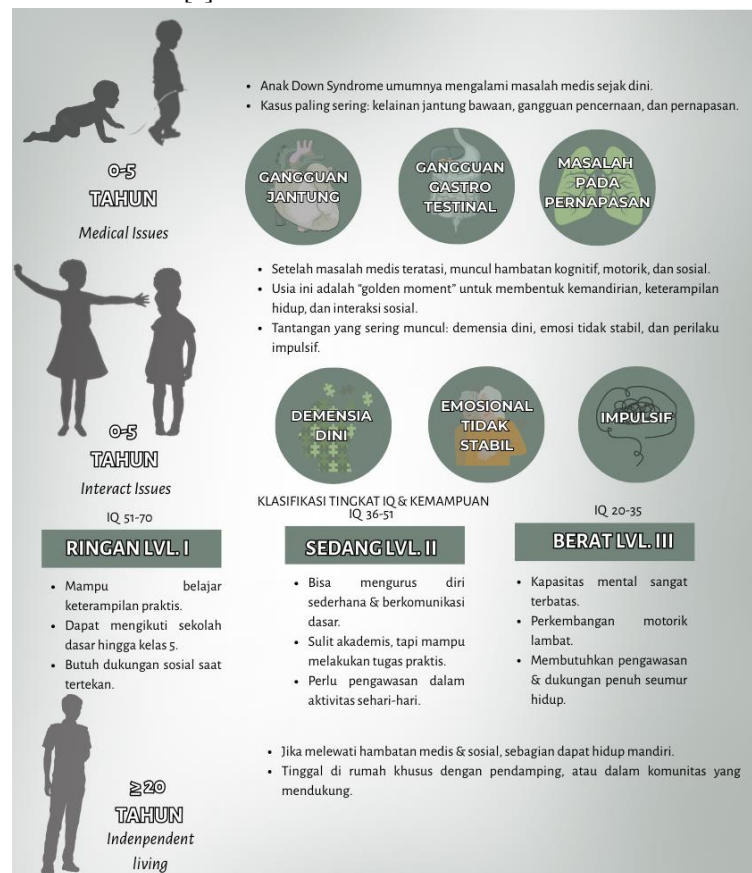 • Anak Down Syndrome umumnya mengalami masalah medis sejak dini.
• Kasus paling sering: kelainan jantung bawaan, gangguan pencernaan, dan pernapasan.
0-5
TAHUN
Medical Issues
GANGGUAN
JANTUNG
GANGGUAN
GASTRO
TESTINAL
MASALAH
PADA
PERNAPASAN
• Setelah masalah medis teratasi, muncul hambatan kognitif, motorik, dan sosial.
• Usia ini adalah "golden moment" untuk membentuk kemandirian, keterampilan
hidup, dan interaksi sosial.
• Tantangan yang sering muncul: demensia dini, emosi tidak stabil, dan perilaku
impulsif.
0-5
TAHUN
Interact Issues
DEMENSIA
DINI
EMOSIONAL
TIDAK
STABIL
IMPULSIF
KLASIFIKASI TINGKAT IQ & KEMAMPUAN
IQ 51-70
RINGAN LVL. I
• Mampu belajar
keterampilan praktis.
• Dapat mengikuti sekolah
dasar hingga kelas 5.
• Butuh dukungan sosial saat
tertekan.
IQ 36-51
SEDANG LVL. II
• Bisa mengurus diri
sederhana & berkomunikasi
dasar.
• Sulit akademis, tapi mampu
melakukan tugas praktis.
• Perlu pengawasan dalam
aktivitas sehari-hari.
IQ 20-35
BERAT LVL. III
• Kapasitas mental sangat
terbatas.
• Perkembangan motorik
lambat.
• Membutuhkan pengawasan
& dukungan penuh seumur
hidup.
≥20
TAHUN
Indenpendent
living
• Jika melewati hambatan medis & sosial, sebagian dapat hidup mandiri.
• Tinggal di rumah khusus dengan pendamping, atau dalam komunitas yang
mendukung.